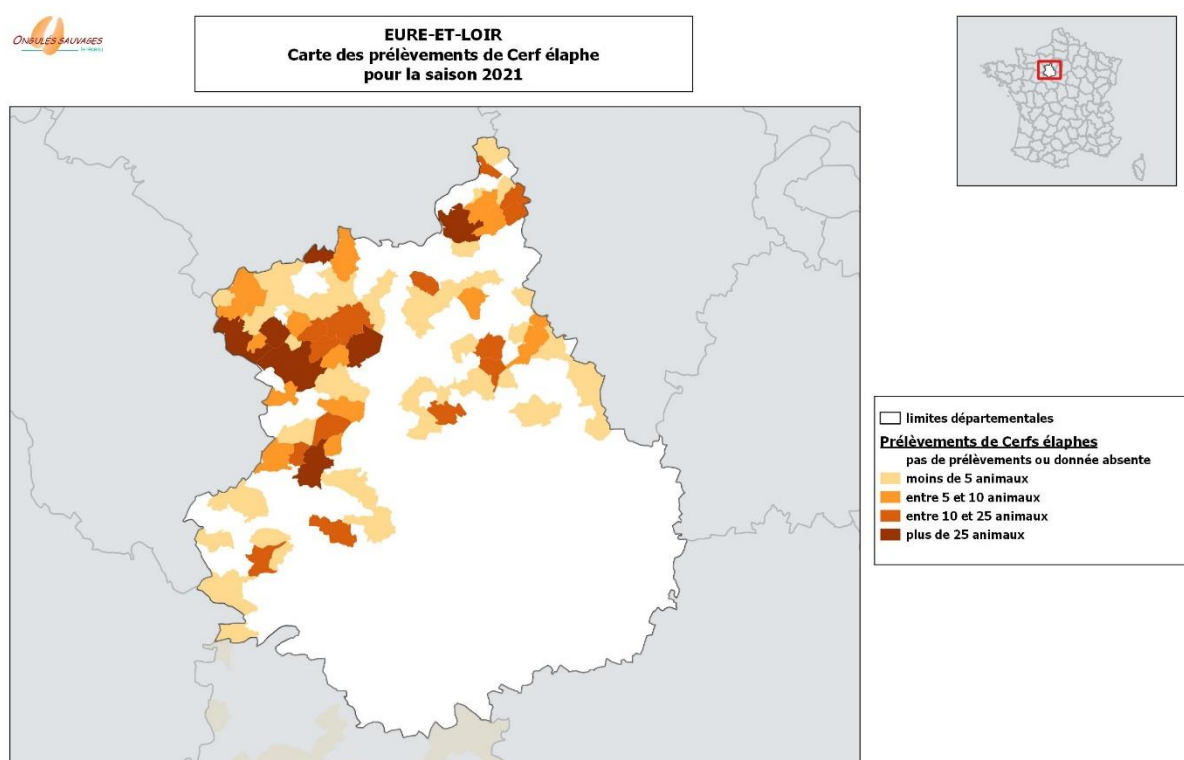 ONGULÉS SAUVAGES
EURE-ET-LOIR
Carte des prélèvements de Cerf élaphe
pour la saison 2021
limites départementales
Prélèvements de Cerfs élaphes
pas de prélèvements ou donnée absente
moins de 5 animaux
entre 5 et 10 animaux
entre 10 et 25 animaux
plus de 25 animaux